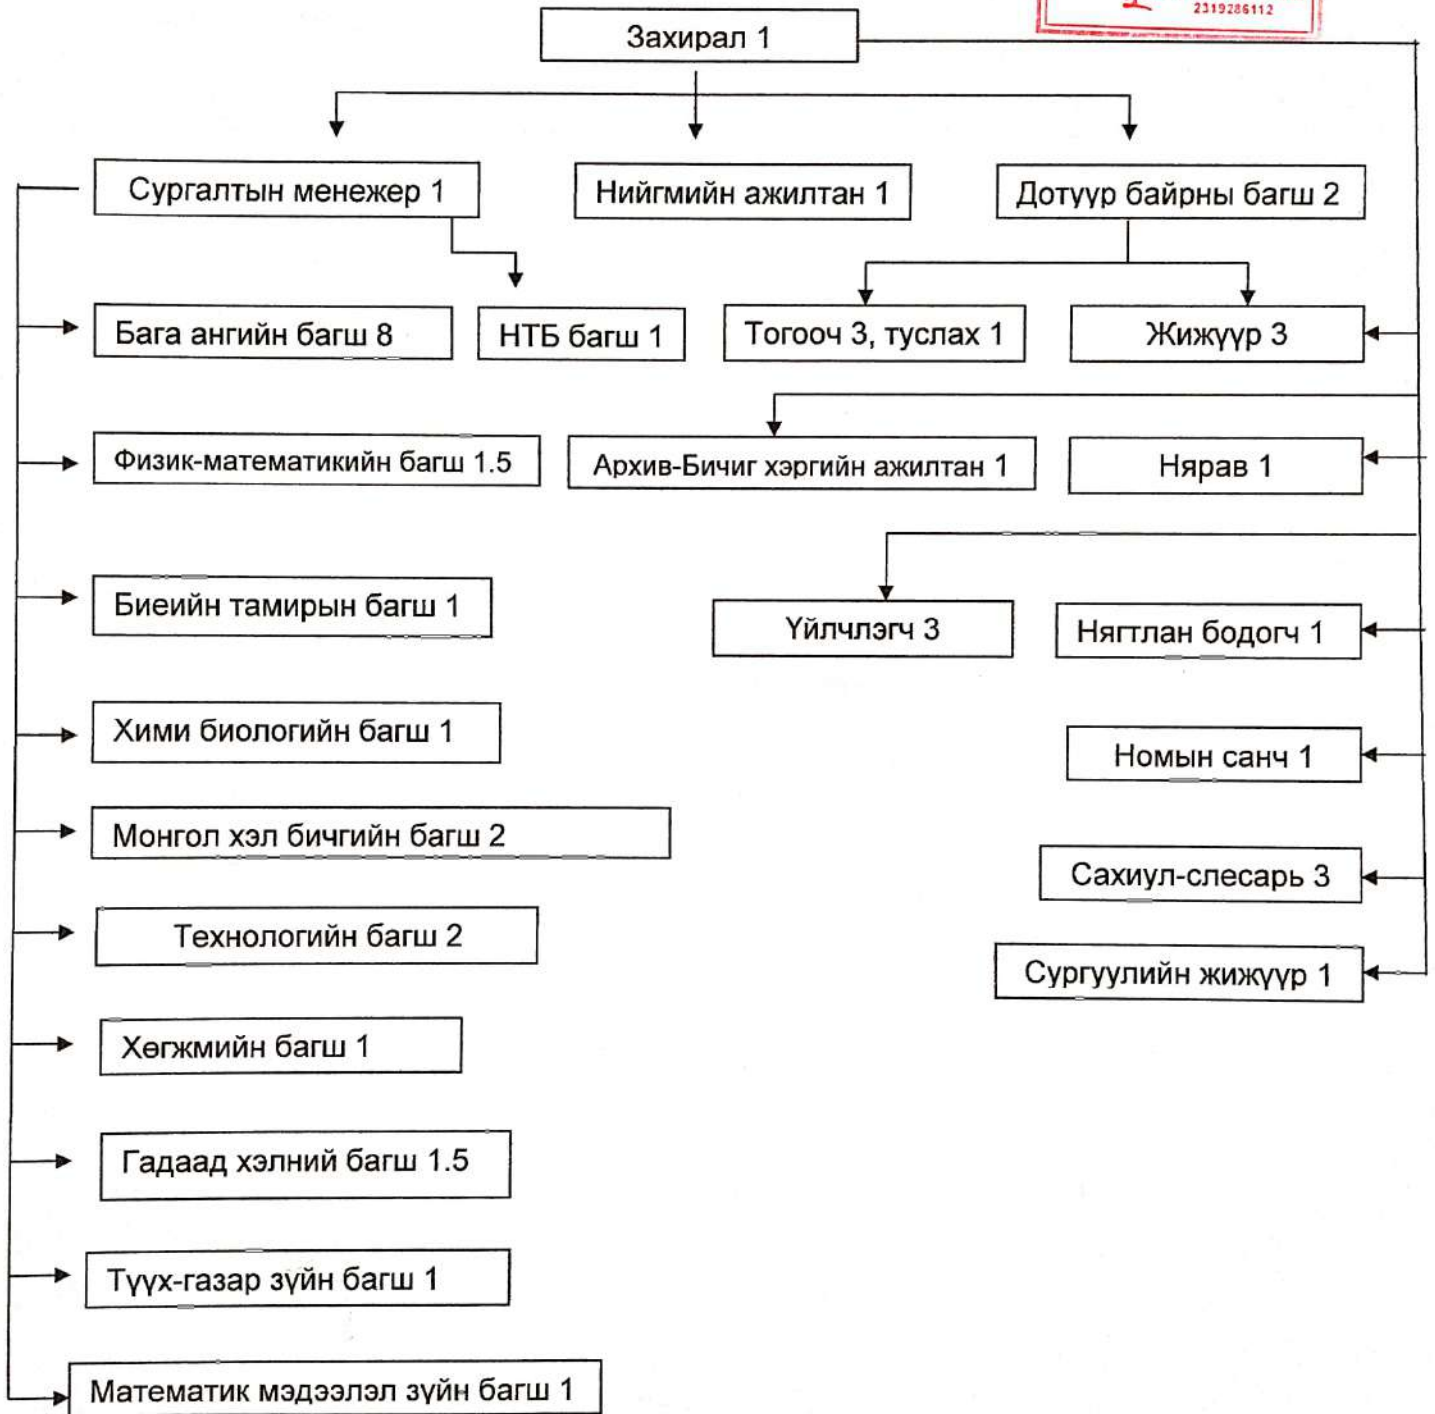 2319286112
Захирал 1
Сургалтын менежер 1
Нийгмийн ажилтан 1
Дотуур байрны багш 2
Бага ангийн багш 8
НТБ багш 1
Тогооч 3, туслах 1
Жижүүр 3
Физик-математикийн багш 1.5
Архив-Бичиг хэргийн ажилтан 1
Нярав 1
Биеийн тамирын багш 1
Үйлчлэгч 3
Нягтлан бодогч 1
Хими биологийн багш 1
Номын санч 1
Монгол хэл бичгийн багш 2
Сахиул-слесарь 3
Технологийн багш 2
Сургуулийн жижүүр 1
Хөгжмийн багш 1
Гадаад хэлний багш 1.5
Түүх-газар зүйн багш 1
Математик мэдээлэл зүйн багш 1